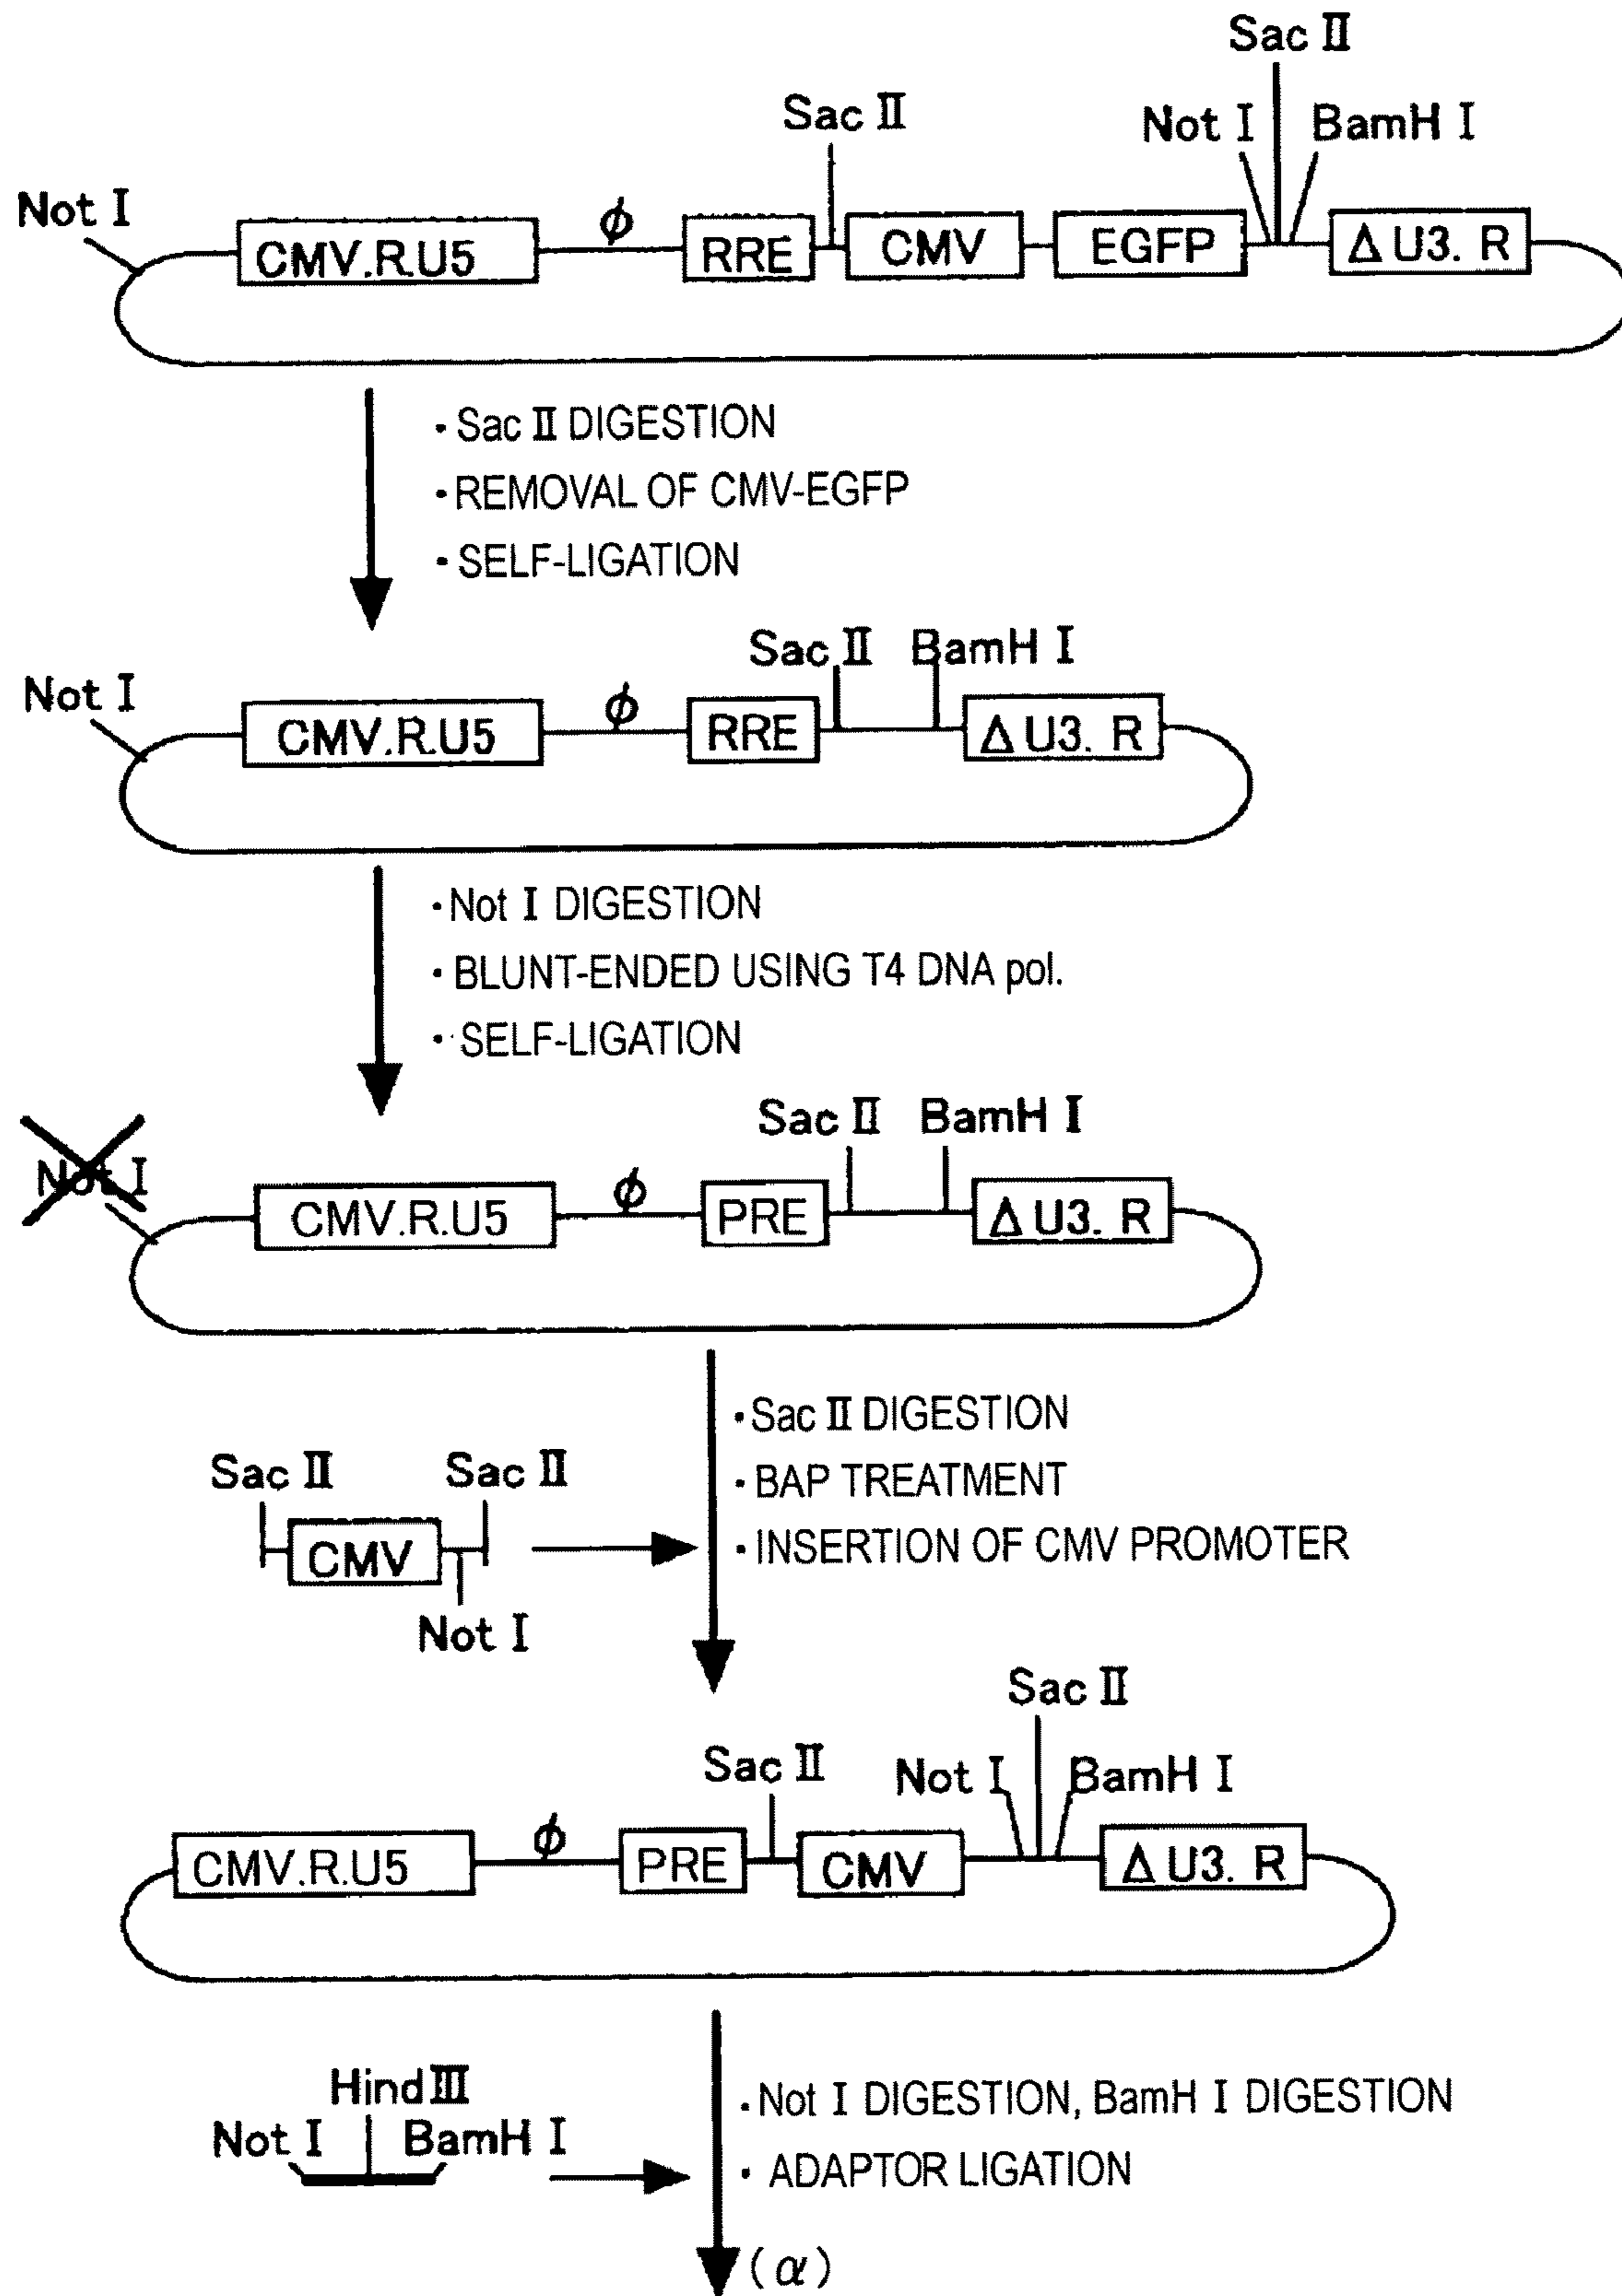 Sac Ⅱ
Sac Ⅱ
Not Ⅰ BamH Ⅰ
Not Ⅰ
CMV.R.U5 ϕ RRE CMV EGFP Δ U3. R
· Sac Ⅱ DIGESTION
· REMOVAL OF CMV-EGFP
· SELF-LIGATION
Sac Ⅱ BamH Ⅰ
Not Ⅰ
CMV.R.U5 ϕ RRE Δ U3. R
· Not Ⅰ DIGESTION
· BLUNT-ENDED USING T4 DNA pol.
· SELF-LIGATION
Sac Ⅱ BamH Ⅰ
Not Ⅰ
CMV.R.U5 ϕ PRE Δ U3. R
· Sac Ⅱ DIGESTION
· BAP TREATMENT
· INSERTION OF CMV PROMOTER
Sac Ⅱ Sac Ⅱ
CMV
Not Ⅰ
Sac Ⅱ
Sac Ⅱ Not Ⅰ BamH Ⅰ
CMV.R.U5 ϕ PRE CMV Δ U3. R
Hind Ⅲ
Not Ⅰ BamH Ⅰ
· Not Ⅰ DIGESTION, BamH Ⅰ DIGESTION
· ADAPTOR LIGATION
(α)